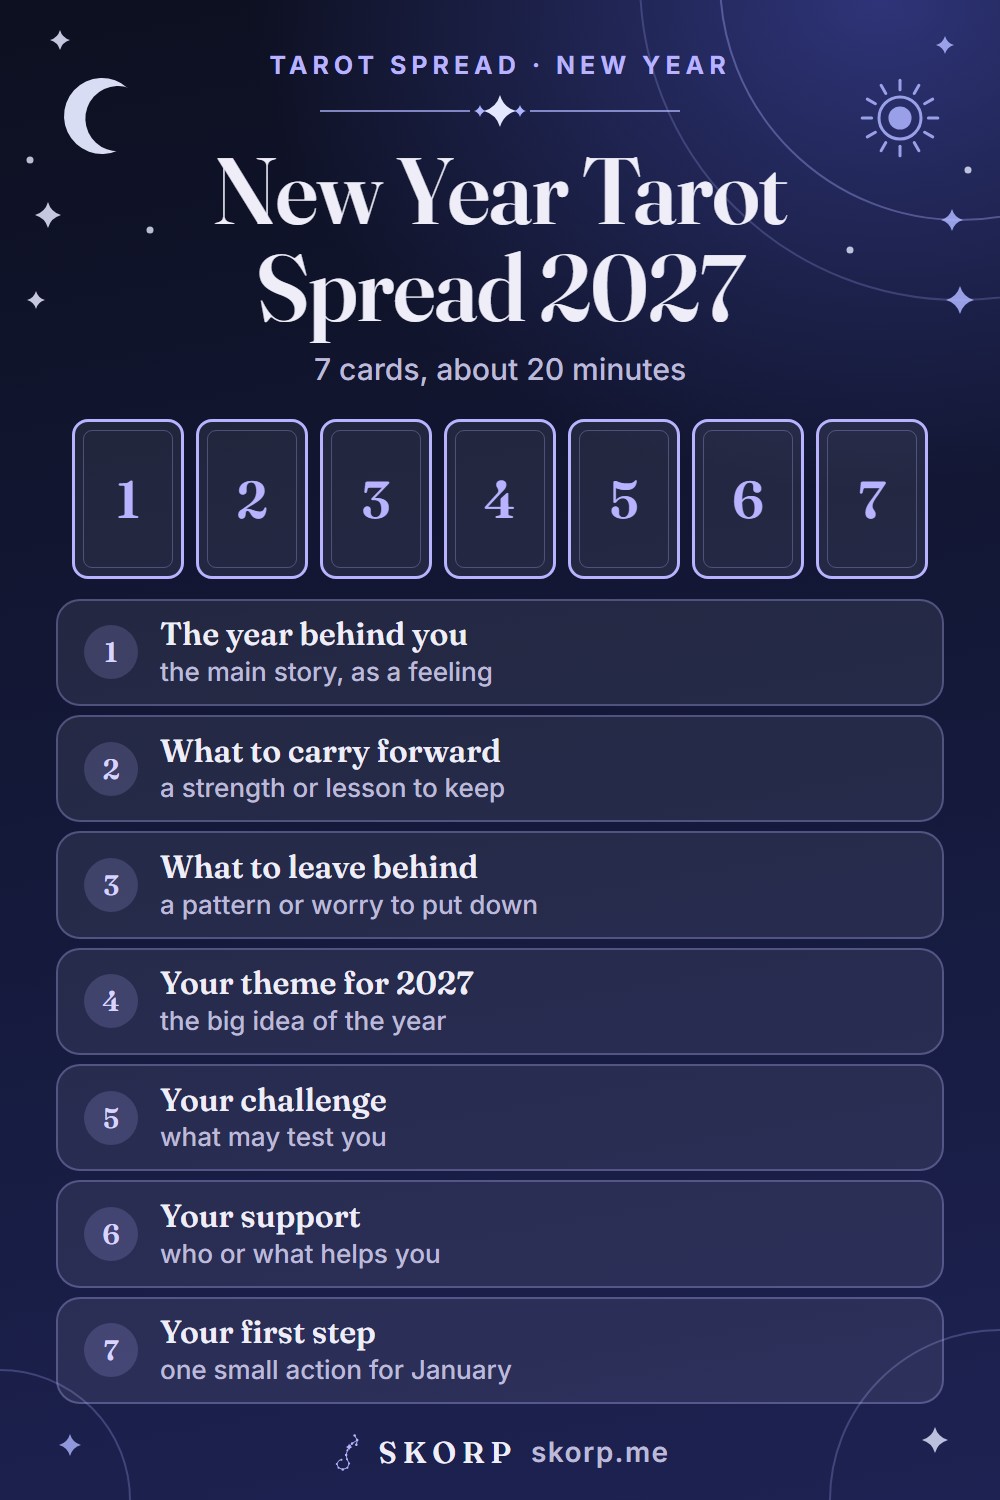 TAROT SPREAD · NEW YEAR
New Year Tarot
Spread 2027
7 cards, about 20 minutes
1 2 3 4 5 6 7
1 The year behind you
the main story, as a feeling
2 What to carry forward
a strength or lesson to keep
3 What to leave behind
a pattern or worry to put down
4 Your theme for 2027
the big idea of the year
5 Your challenge
what may test you
6 Your support
who or what helps you
7 Your first step
one small action for January
SKORP skorp.me